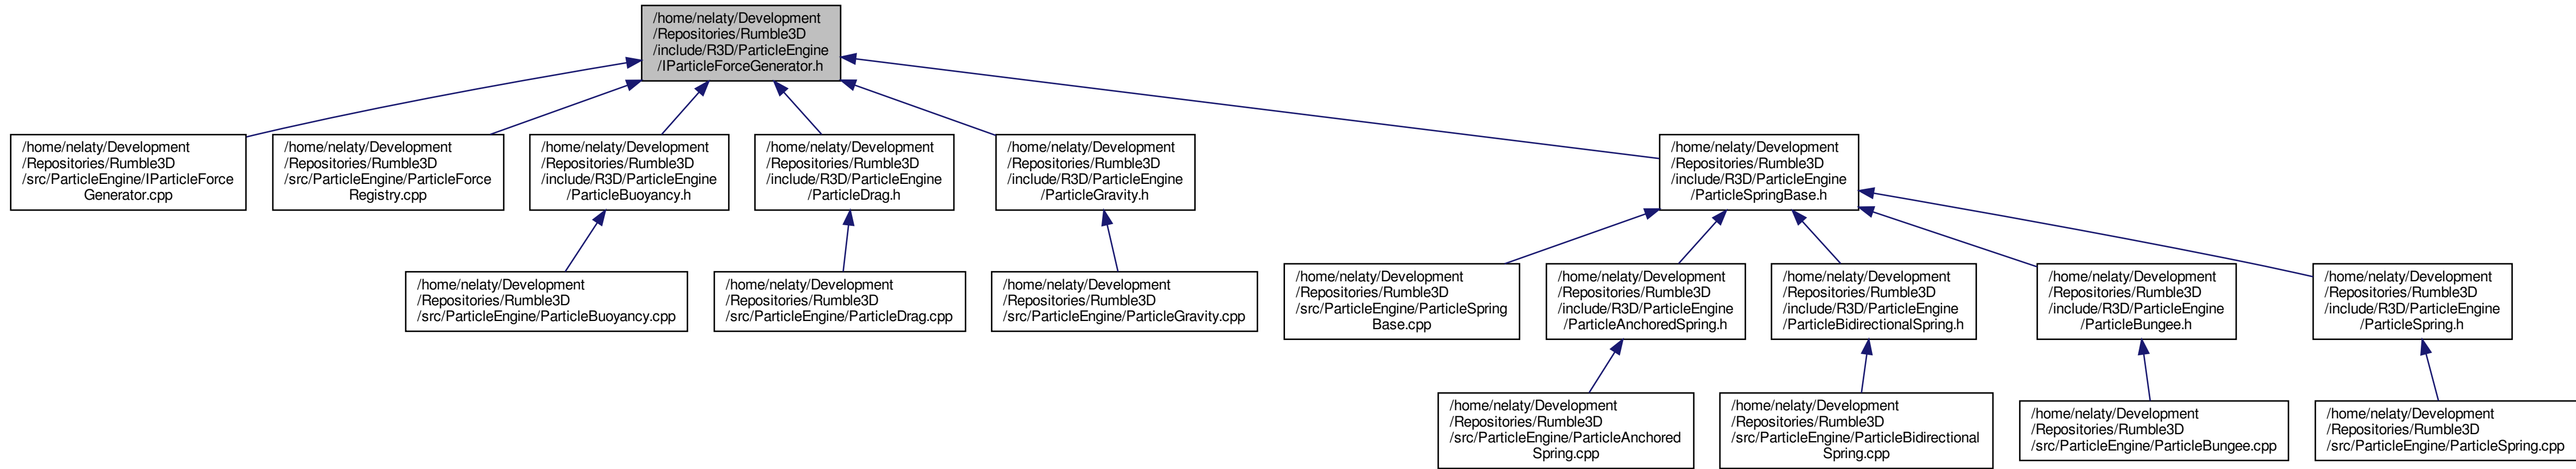 /home/nelaty/Development
/Repositories/Rumble3D
/include/R3D/ParticleEngine
/IParticleForceGenerator.h
/home/nelaty/Development
/Repositories/Rumble3D
/src/ParticleEngine/IParticleForce
Generator.cpp
/home/nelaty/Development
/Repositories/Rumble3D
/src/ParticleEngine/ParticleForce
Registry.cpp
/home/nelaty/Development
/Repositories/Rumble3D
/include/R3D/ParticleEngine
/ParticleBuoyancy.h
/home/nelaty/Development
/Repositories/Rumble3D
/include/R3D/ParticleEngine
/ParticleDrag.h
/home/nelaty/Development
/Repositories/Rumble3D
/include/R3D/ParticleEngine
/ParticleGravity.h
/home/nelaty/Development
/Repositories/Rumble3D
/include/R3D/ParticleEngine
/ParticleSpringBase.h
/home/nelaty/Development
/Repositories/Rumble3D
/src/ParticleEngine/ParticleBuoyancy.cpp
/home/nelaty/Development
/Repositories/Rumble3D
/src/ParticleEngine/ParticleDrag.cpp
/home/nelaty/Development
/Repositories/Rumble3D
/src/ParticleEngine/ParticleGravity.cpp
/home/nelaty/Development
/Repositories/Rumble3D
/src/ParticleEngine/ParticleSpring
Base.cpp
/home/nelaty/Development
/Repositories/Rumble3D
/include/R3D/ParticleEngine
/ParticleAnchoredSpring.h
/home/nelaty/Development
/Repositories/Rumble3D
/include/R3D/ParticleEngine
/ParticleBidirectionalSpring.h
/home/nelaty/Development
/Repositories/Rumble3D
/include/R3D/ParticleEngine
/ParticleBungee.h
/home/nelaty/Development
/Repositories/Rumble3D
/include/R3D/ParticleEngine
/ParticleSpring.h
/home/nelaty/Development
/Repositories/Rumble3D
/src/ParticleEngine/ParticleAnchored
Spring.cpp
/home/nelaty/Development
/Repositories/Rumble3D
/src/ParticleEngine/ParticleBidirectional
Spring.cpp
/home/nelaty/Development
/Repositories/Rumble3D
/src/ParticleEngine/ParticleBungee.cpp
/home/nelaty/Development
/Repositories/Rumble3D
/src/ParticleEngine/ParticleSpring.cpp